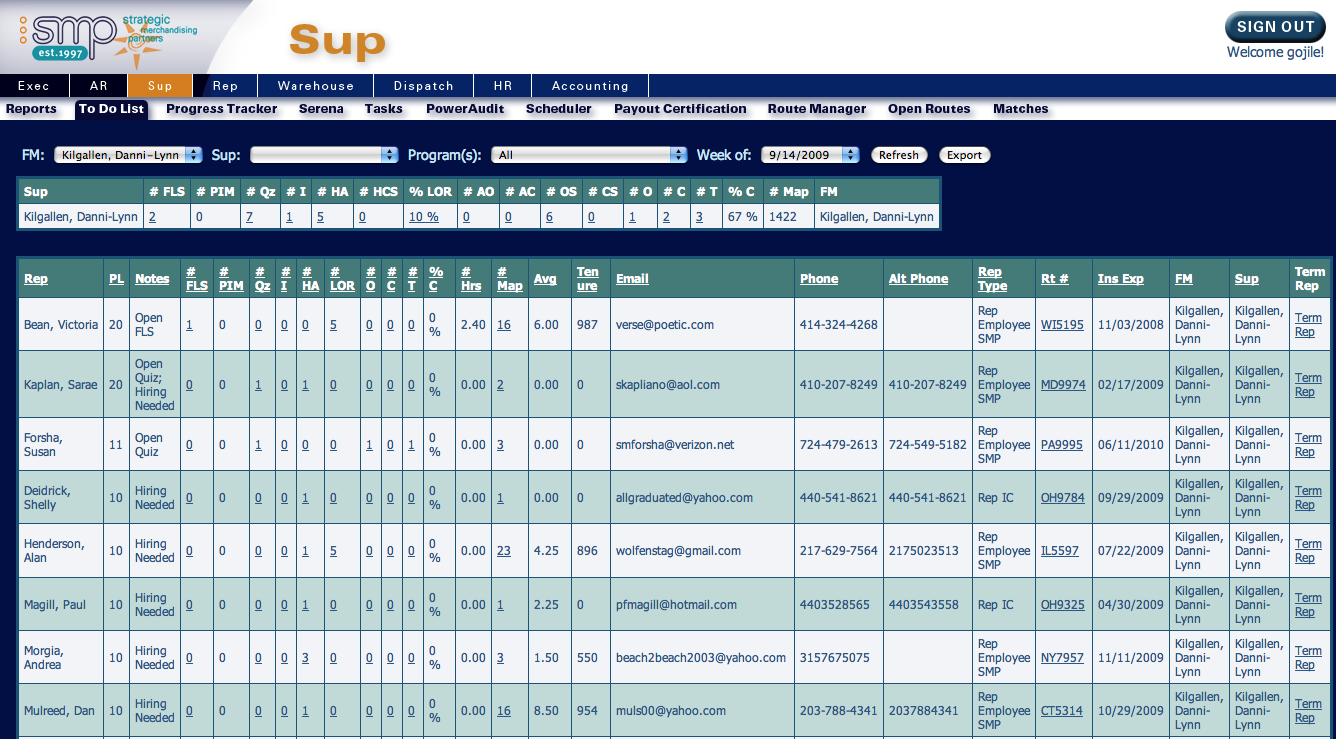 smp strategic merchandising partners
est.1997
Sup
SIGN OUT
Welcome gojile!
Exec AR Sup Rep Warehouse Dispatch HR Accounting
Reports To Do List Progress Tracker Serena Tasks PowerAudit Scheduler Payout Certification Route Manager Open Routes Matches
FM: Kilgallen, Danni-Lynn Sup: Program(s): All Week of: 9/14/2009 Refresh Export
Sup # FLS # PIM # Qz # I # HA # HCS % LOR # AO # AC # OS # CS # O # C # T % C # Map FM
Kilgallen, Danni-Lynn 2 0 7 1 5 0 10 % 0 0 6 0 1 2 3 67 % 1422 Kilgallen, Danni-Lynn
Rep PL Notes # FLS # PIM # Qz # I # HA # LOR # O # C # T % C # Hrs # Map Avg Ten ure Email Phone Alt Phone Rep Type Rt # Ins Exp FM Sup Term Rep
Bean, Victoria 20 Open FLS 1 0 0 0 0 5 0 0 0 0 % 2.40 16 6.00 987 verse@poetic.com 414-324-4268 Rep Employee SMP WI5195 11/03/2008 Kilgallen, Danni-Lynn Kilgallen, Danni-Lynn Term Rep
Kaplan, Sarae 20 Open Quiz; Hiring Needed 0 0 1 0 1 0 0 0 0 0 % 0.00 2 0.00 0 skapliano@aol.com 410-207-8249 410-207-8249 Rep Employee SMP MD9974 02/17/2009 Kilgallen, Danni-Lynn Kilgallen, Danni-Lynn Term Rep
Forsha, Susan 11 Open Quiz 0 0 1 0 0 0 1 0 1 0 % 0.00 3 0.00 0 smforsha@verizon.net 724-479-2613 724-549-5182 Rep Employee SMP PA9995 06/11/2010 Kilgallen, Danni-Lynn Kilgallen, Danni-Lynn Term Rep
Deidrick, Shelly 10 Hiring Needed 0 0 0 0 1 0 0 0 0 0 % 0.00 1 0.00 0 allgraduated@yahoo.com 440-541-8621 440-541-8621 Rep IC OH9784 09/29/2009 Kilgallen, Danni-Lynn Kilgallen, Danni-Lynn Term Rep
Henderson, Alan 10 Hiring Needed 0 0 0 0 1 5 0 0 0 0 % 0.00 23 4.25 896 wolfenstag@gmail.com 217-629-7564 2175023513 Rep Employee SMP IL5597 07/22/2009 Kilgallen, Danni-Lynn Kilgallen, Danni-Lynn Term Rep
Magill, Paul 10 Hiring Needed 0 0 0 0 1 0 0 0 0 0 % 0.00 1 2.25 0 pfmagill@hotmail.com 4403528565 4403543558 Rep IC OH9325 04/30/2009 Kilgallen, Danni-Lynn Kilgallen, Danni-Lynn Term Rep
Morgia, Andrea 10 Hiring Needed 0 0 0 0 3 0 0 0 0 0 % 0.00 3 1.50 550 beach2beach2003@yahoo.com 3157675075 Rep Employee SMP NY7957 11/11/2009 Kilgallen, Danni-Lynn Kilgallen, Danni-Lynn Term Rep
Mulreed, Dan 10 Hiring Needed 0 0 0 0 1 0 0 0 0 0 % 0.00 16 8.50 954 muls00@yahoo.com 203-788-4341 2037884341 Rep Employee SMP CT5314 10/29/2009 Kilgallen, Danni-Lynn Kilgallen, Danni-Lynn Term Rep